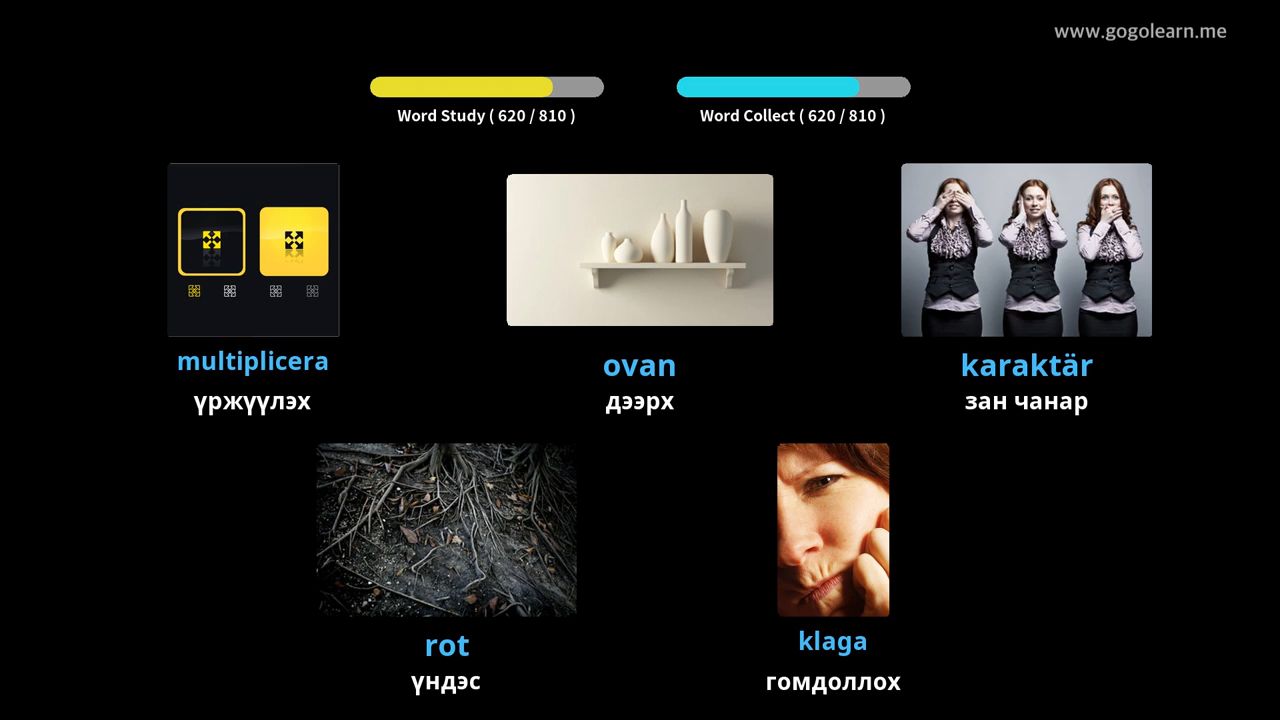 www.gogolearn.me
Word Study ( 620 / 810 )
Word Collect ( 620 / 810 )
multiplicera
үржүүлэх
ovan
дээрх
karaktär
зан чанар
rot
үндэс
klaga
гомдоллох